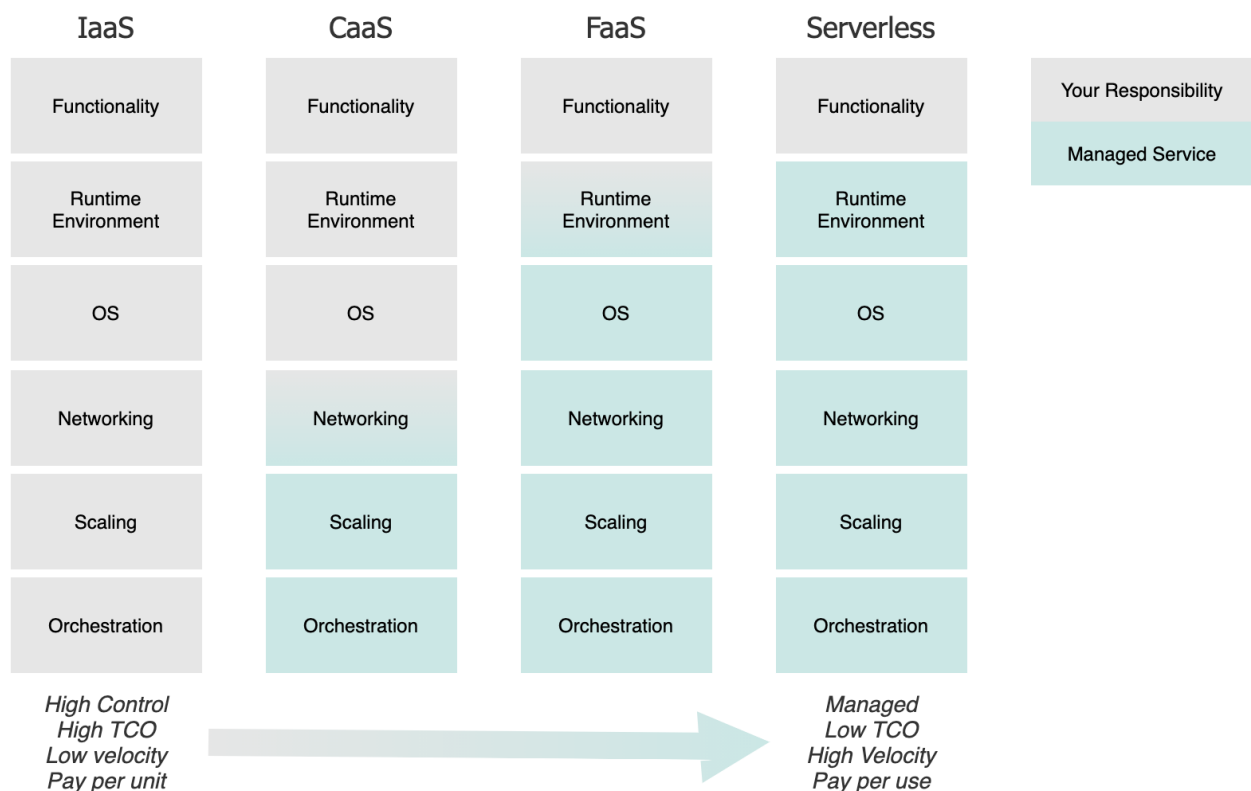 IaaS
CaaS
FaaS
Serverless
Functionality
Functionality
Functionality
Functionality
Your Responsibility
Managed Service
Runtime
Environment
Runtime
Environment
Runtime
Environment
Runtime
Environment
OS
OS
OS
OS
Networking
Networking
Networking
Networking
Scaling
Scaling
Scaling
Scaling
Orchestration
Orchestration
Orchestration
Orchestration
High Control
High TCO
Low velocity
Pay per unit
Managed
Low TCO
High Velocity
Pay per use